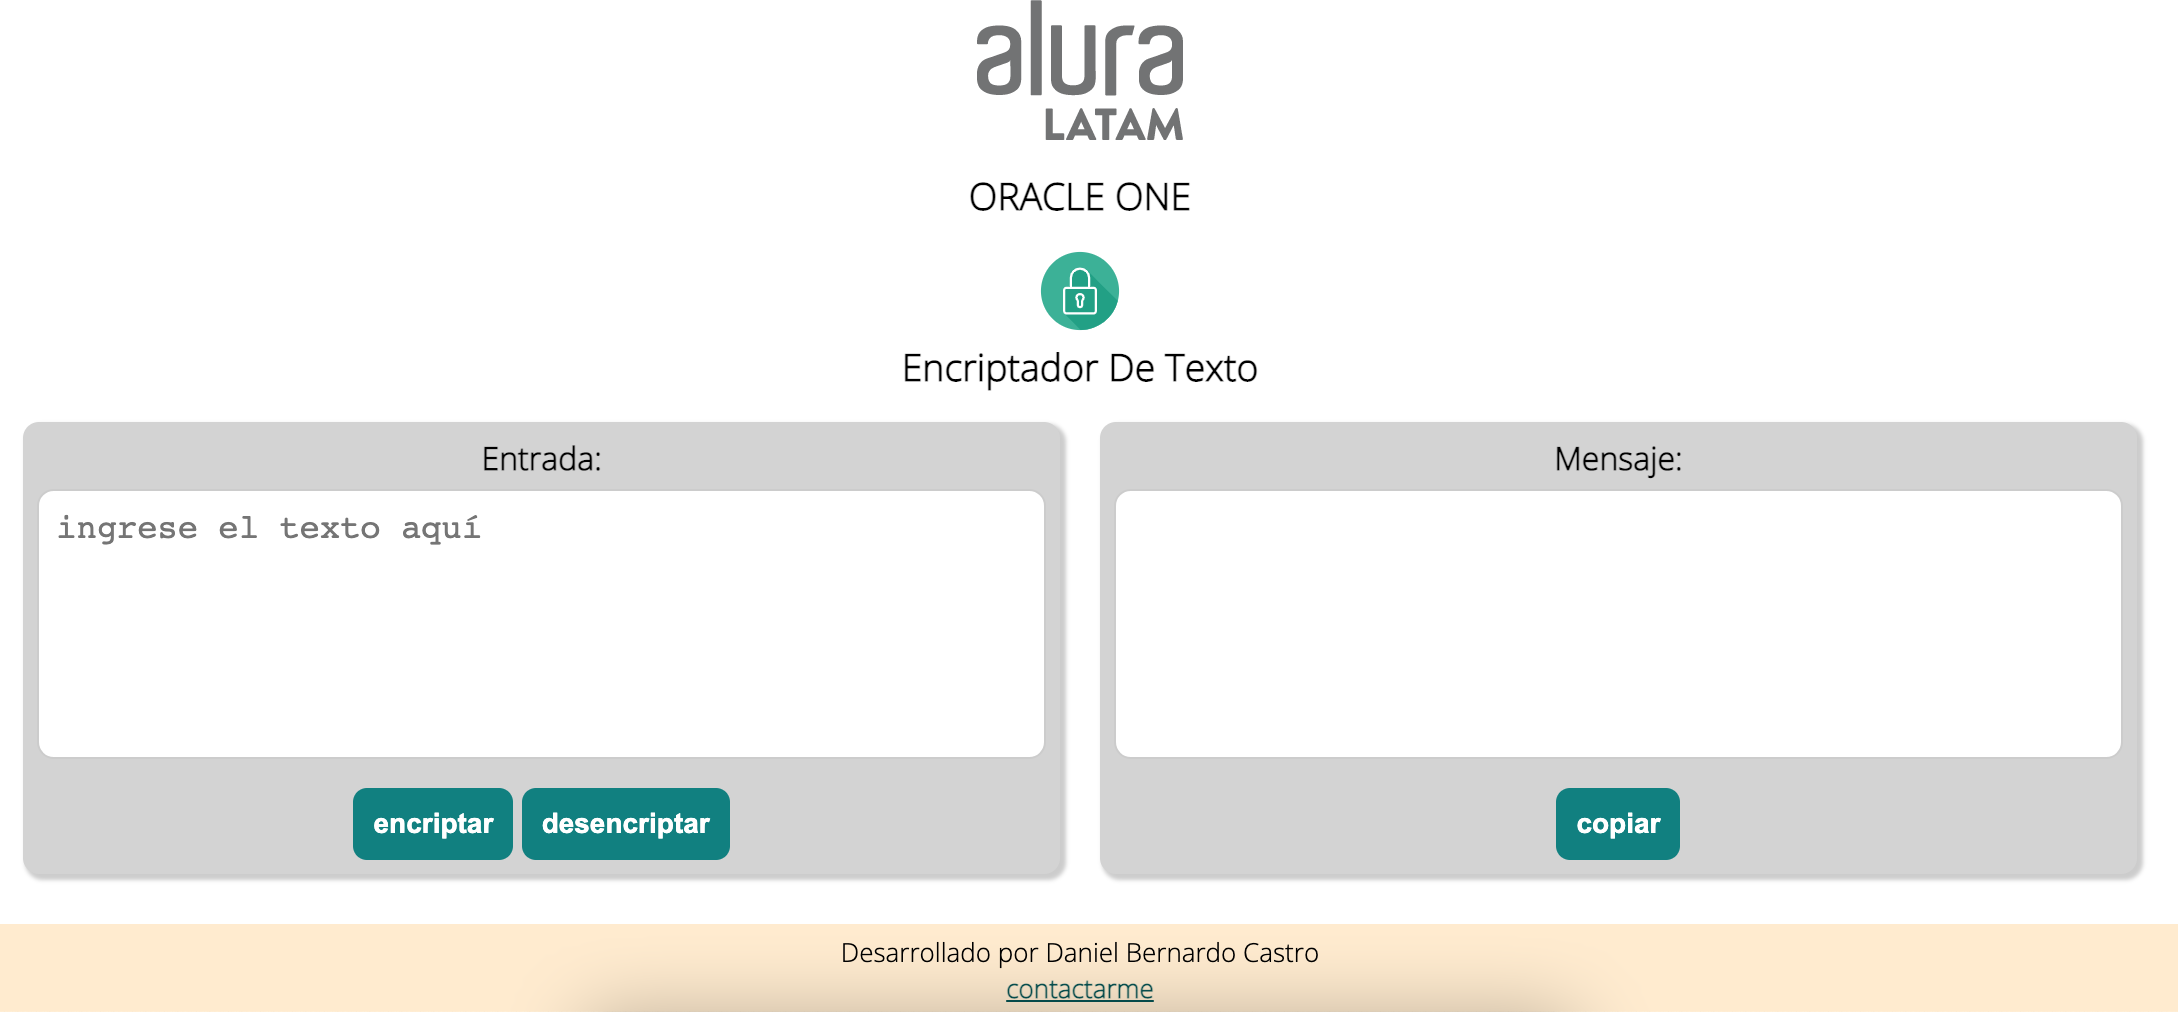 alura
LATAM
ORACLE ONE
Encriptador De Texto
Entrada:
ingrese el texto aquí
encriptar desencriptar
Mensaje:
copiar
Desarrollado por Daniel Bernardo Castro
contactarme